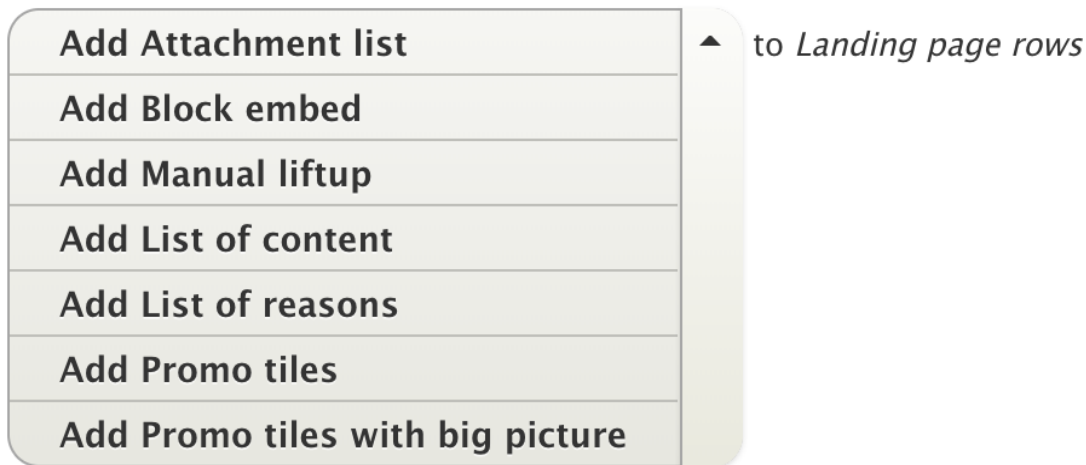 Add Attachment list
to Landing page rows
Add Block embed
Add Manual liftup
Add List of content
Add List of reasons
Add Promo tiles
Add Promo tiles with big picture